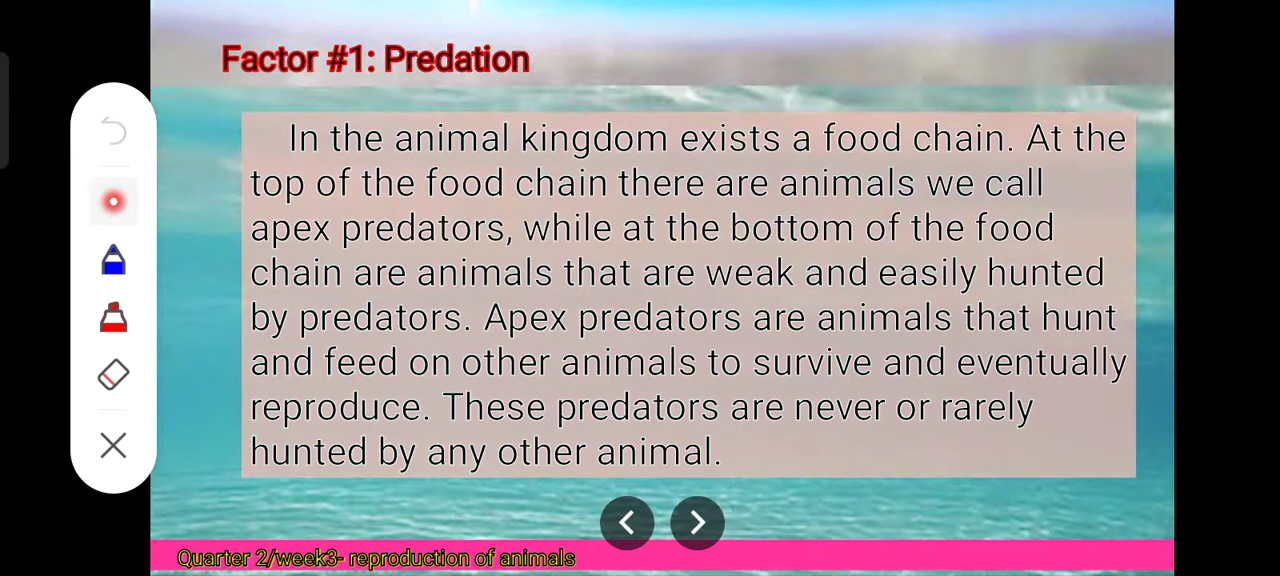 Factor #1: Predation
In the animal kingdom exists a food chain. At the
top of the food chain there are animals we call
apex predators, while at the bottom of the food
chain are animals that are weak and easily hunted
by predators. Apex predators are animals that hunt
and feed on other animals to survive and eventually
reproduce. These predators are never or rarely
hunted by any other animal.
Quarter 2/week3- reproduction of animals